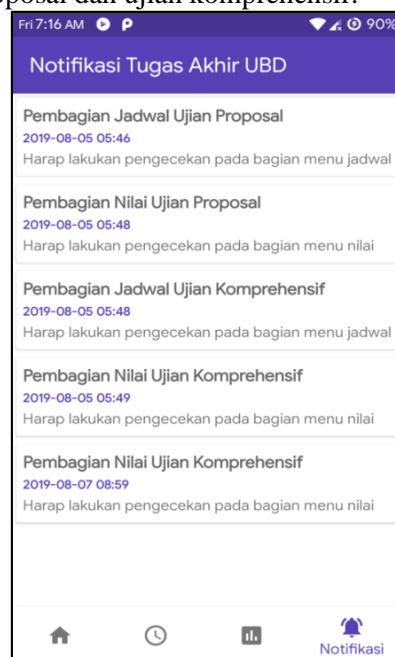 oposal dan ujian komprehensif.
Fri 7:16 AM 90%
Notifikasi Tugas Akhir UBD
Pembagian Jadwal Ujian Proposal
2019-08-05 05:46
Harap lakukan pengecekan pada bagian menu jadwal
Pembagian Nilai Ujian Proposal
2019-08-05 05:48
Harap lakukan pengecekan pada bagian menu nilai
Pembagian Jadwal Ujian Komprehensif
2019-08-05 05:48
Harap lakukan pengecekan pada bagian menu jadwal
Pembagian Nilai Ujian Komprehensif
2019-08-05 05:49
Harap lakukan pengecekan pada bagian menu nilai
Pembagian Nilai Ujian Komprehensif
2019-08-07 08:59
Harap lakukan pengecekan pada bagian menu nilai
Notifikasi